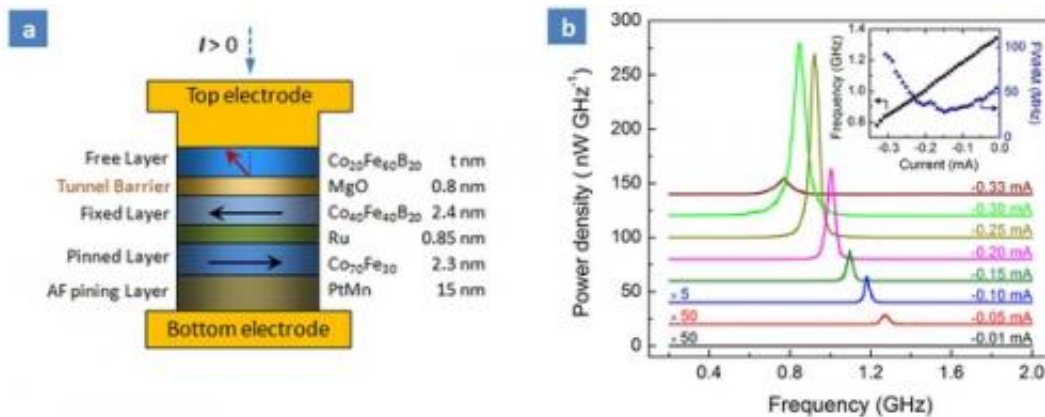 a
I > 0
Top electrode
Free Layer Co20Fe60B20 t nm
Tunnel Barrier MgO 0.8 nm
Fixed Layer Co40Fe40B20 2.4 nm
Ru 0.85 nm
Pinned Layer Co70Fe30 2.3 nm
AF pining Layer PtMn 15 nm
Bottom electrode
b
Power density ( nW GHz-1)
300
250
200
150
100
50
0
-0.33 mA
-0.30 mA
-0.25 mA
-0.20 mA
-0.15 mA
× 5 -0.10 mA
× 50 -0.05 mA
× 50 -0.01 mA
0.4 0.8 1.2 1.6 2.0
Frequency (GHz)
Frequency (GHz)
1.4
1.2
1.0
0.8
-0.3 -0.2 -0.1 0.0
Current (mA)
100
50
0
FWHM (MHz)